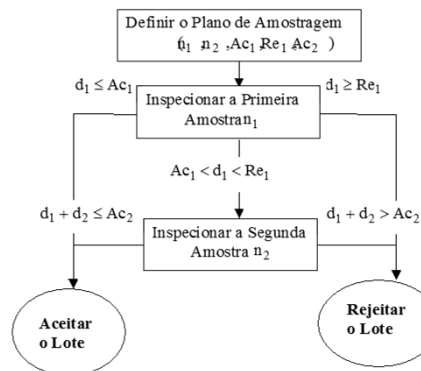 Definir o Plano de Amostragem
(n₁ n₂ ,Ac₁ Re₁ Ac₂ )
d₁ ≤ Ac₁
d₁ ≥ Re₁
Inspecionar a Primeira
Amostra n₁
Ac₁ < d₁ < Re₁
d₁ + d₂ ≤ Ac₂
d₁ + d₂ > Ac₂
Inspecionar a Segunda
Amostra n₂
Aceitar
o Lote
Rejeitar
o Lote